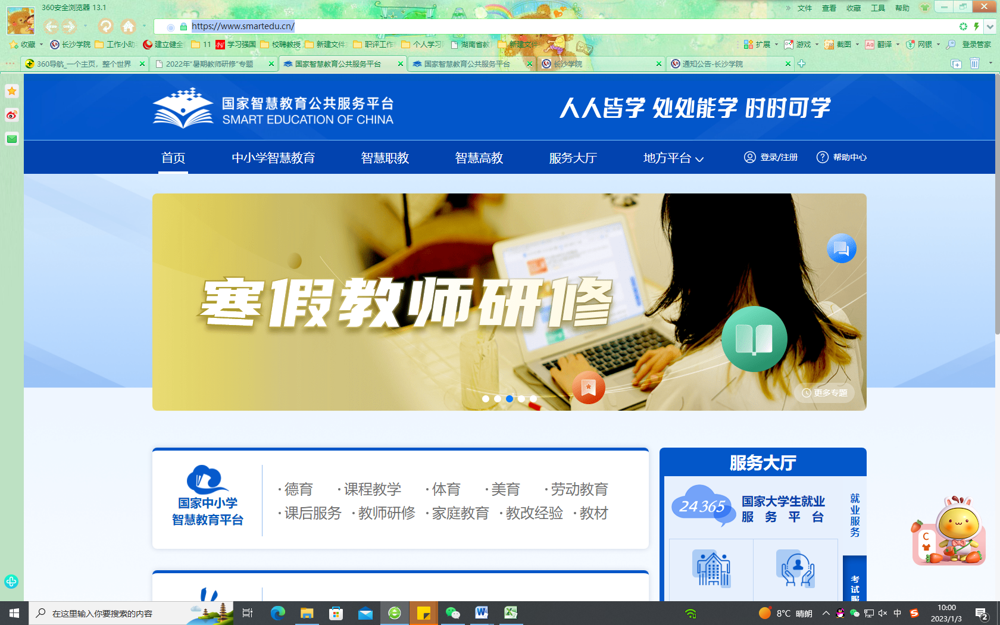 360安全浏览器 13.1
文件 查看 收藏 工具 帮助
https://www.smartedu.cn/
收藏 长沙学院 工作小助 建立健全 11 学习强国 校聘教授 新建文件 职评工作 个人学习 湖南省教 新建文件 扩展 游戏 截图 翻译 网银 登录管家
360导航_一个主页，整个世界 2022年“暑期教师研修”专题 国家智慧教育公共服务平台 国家智慧教育公共服务平台 长沙学院 通知公告-长沙学院
国家智慧教育公共服务平台
SMART EDUCATION OF CHINA
人人皆学 处处能学 时时可学
首页 中小学智慧教育 智慧职教 智慧高教 服务大厅 地方平台 登录/注册 帮助中心
寒假教师研修
更多专题
国家中小学
智慧教育平台
·德育 ·课程教学 ·体育 ·美育 ·劳动教育
·课后服务 ·教师研修 ·家庭教育 ·教改经验 ·教材
服务大厅
24365
国家大学生就业
服务平台
就业服务
考试服
C
在这里输入你要搜索的内容
8°C 晴朗
中
10:00
2023/1/3
2